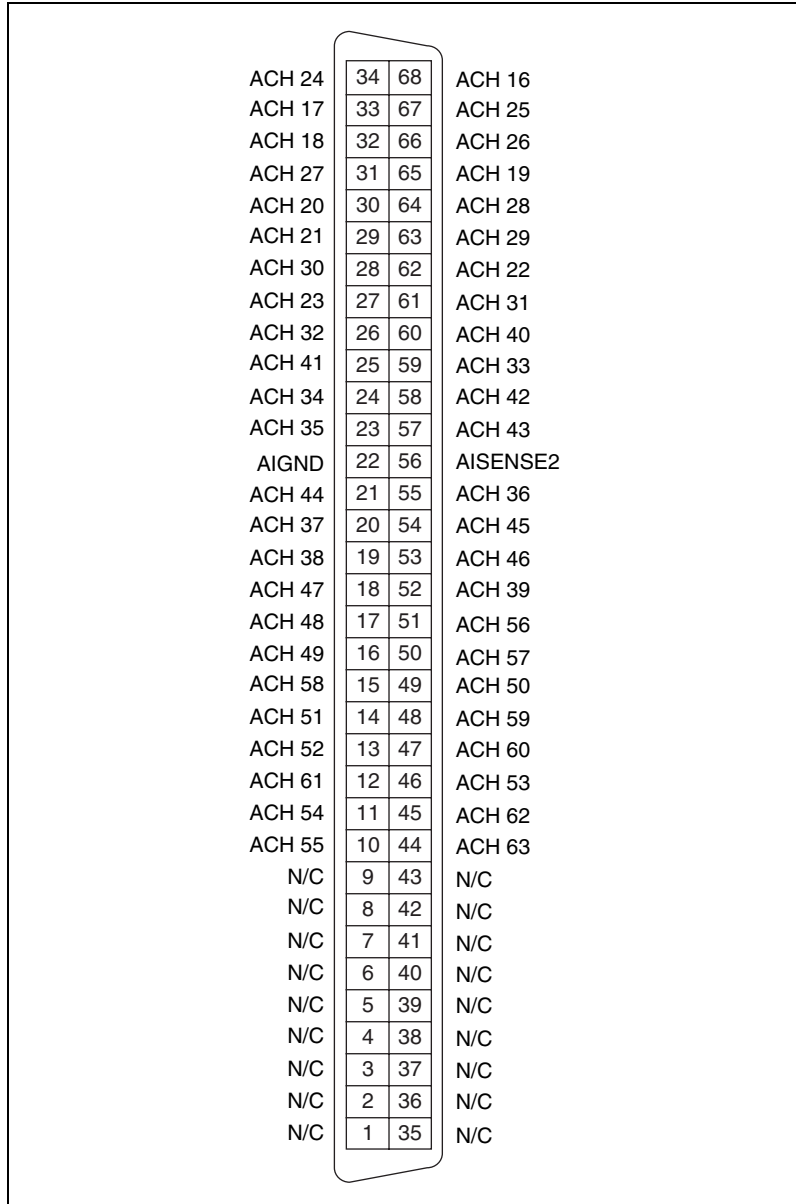 ACH 24 34 68 ACH 16
ACH 17 33 67 ACH 25
ACH 18 32 66 ACH 26
ACH 27 31 65 ACH 19
ACH 20 30 64 ACH 28
ACH 21 29 63 ACH 29
ACH 30 28 62 ACH 22
ACH 23 27 61 ACH 31
ACH 32 26 60 ACH 40
ACH 41 25 59 ACH 33
ACH 34 24 58 ACH 42
ACH 35 23 57 ACH 43
AIGND 22 56 AISENSE2
ACH 44 21 55 ACH 36
ACH 37 20 54 ACH 45
ACH 38 19 53 ACH 46
ACH 47 18 52 ACH 39
ACH 48 17 51 ACH 56
ACH 49 16 50 ACH 57
ACH 58 15 49 ACH 50
ACH 51 14 48 ACH 59
ACH 52 13 47 ACH 60
ACH 61 12 46 ACH 53
ACH 54 11 45 ACH 62
ACH 55 10 44 ACH 63
N/C 9 43 N/C
N/C 8 42 N/C
N/C 7 41 N/C
N/C 6 40 N/C
N/C 5 39 N/C
N/C 4 38 N/C
N/C 3 37 N/C
N/C 2 36 N/C
N/C 1 35 N/C